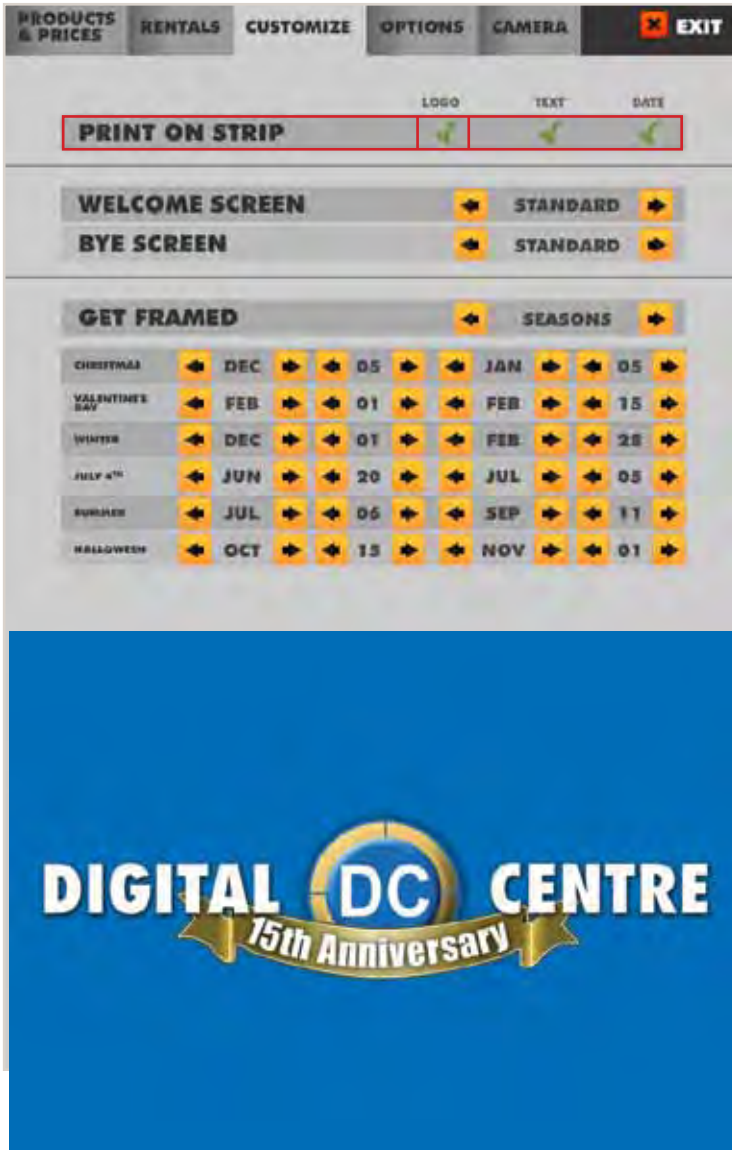 PRODUCTS & PRICES RENTALS CUSTOMIZE OPTIONS CAMERA EXIT
LOGO TEXT DATE
PRINT ON STRIP
WELCOME SCREEN STANDARD
BYE SCREEN STANDARD
GET FRAMED SEASONS
CHRISTMAS DEC 05 JAN 05
VALENTINE'S DAY FEB 01 FEB 15
WINTER DEC 01 FEB 28
JULY 4TH JUN 20 JUL 05
SUMMER JUL 06 SEP 11
HALLOWEEN OCT 15 NOV 01
DIGITAL DC CENTRE
15th Anniversary